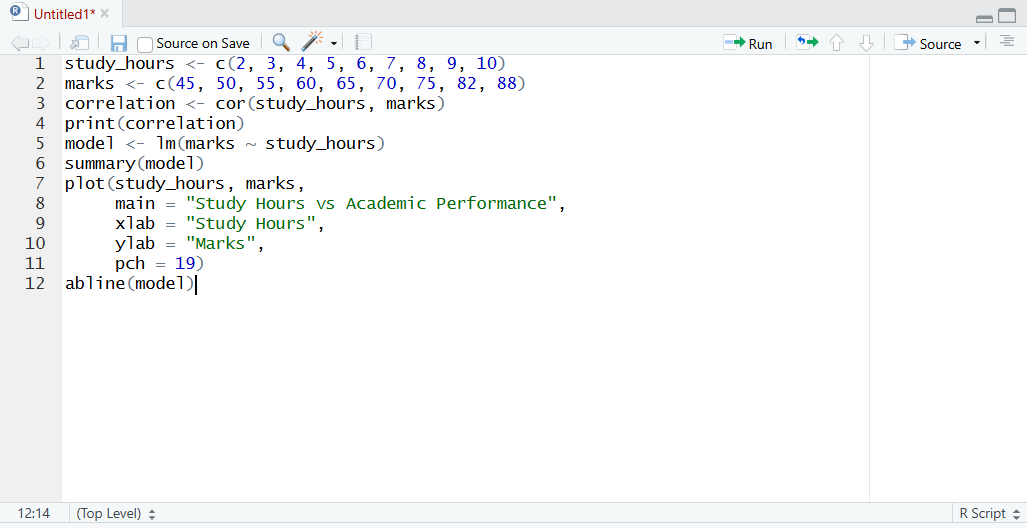 Untitled1*
Source on Save
Run
Source
1 study_hours <- c(2, 3, 4, 5, 6, 7, 8, 9, 10)
2 marks <- c(45, 50, 55, 60, 65, 70, 75, 82, 88)
3 correlation <- cor(study_hours, marks)
4 print(correlation)
5 model <- lm(marks ~ study_hours)
6 summary(model)
7 plot(study_hours, marks,
8      main = "Study Hours vs Academic Performance",
9      xlab = "Study Hours",
10      ylab = "Marks",
11      pch = 19)
12 abline(model)
12:14 (Top Level) R Script